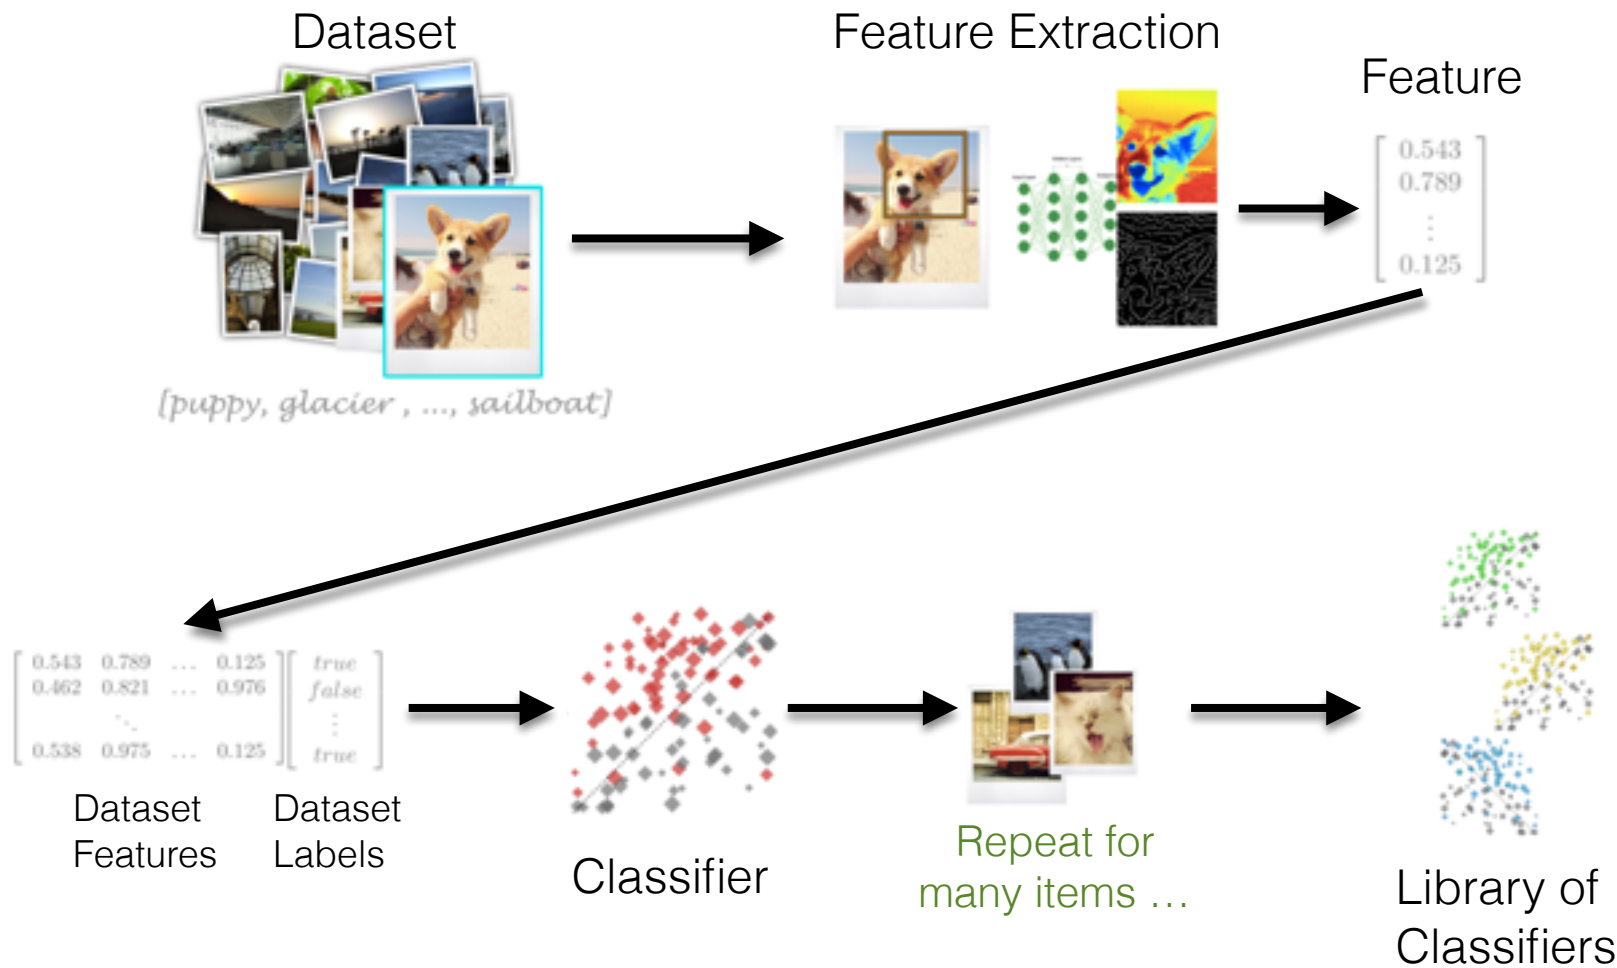 Dataset
Feature Extraction
Feature
0.543
0.789
⋮
0.125
[puppy, glacier , ..., sailboat]
0.543 0.789 ... 0.125 true
0.462 0.821 ... 0.976 false
⋱ ⋮
0.538 0.975 ... 0.125 true
Dataset
Features
Dataset
Labels
Classifier
Repeat for
many items ...
Library of
Classifiers